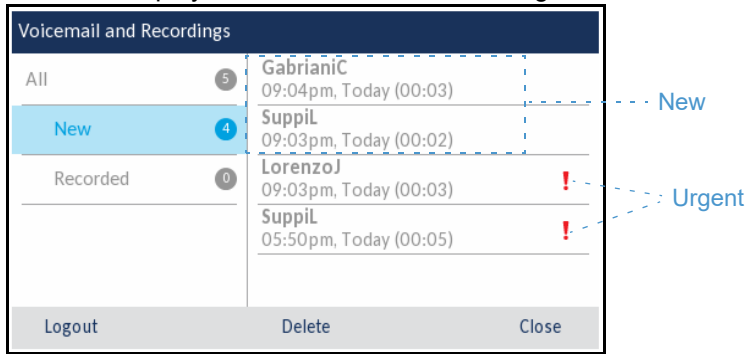 Voicemail and Recordings
All 5
New 4
Recorded 0
GabrianiC
09:04pm, Today (00:03)
SuppiL
09:03pm, Today (00:02)
LorenzoJ
09:03pm, Today (00:03) !
SuppiL
05:50pm, Today (00:05) !
New
Urgent
Logout Delete Close